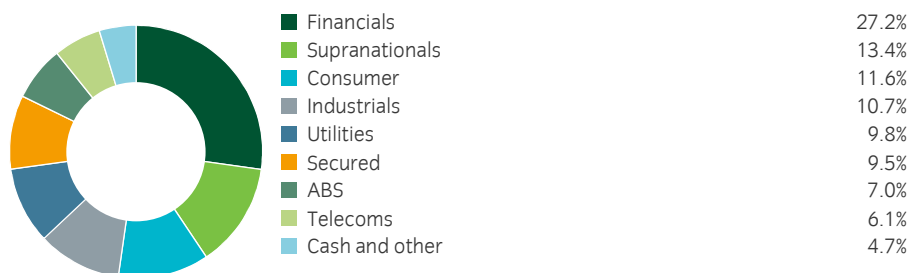 Financials 27.2%
Supranationals 13.4%
Consumer 11.6%
Industrials 10.7%
Utilities 9.8%
Secured 9.5%
ABS 7.0%
Telecoms 6.1%
Cash and other 4.7%